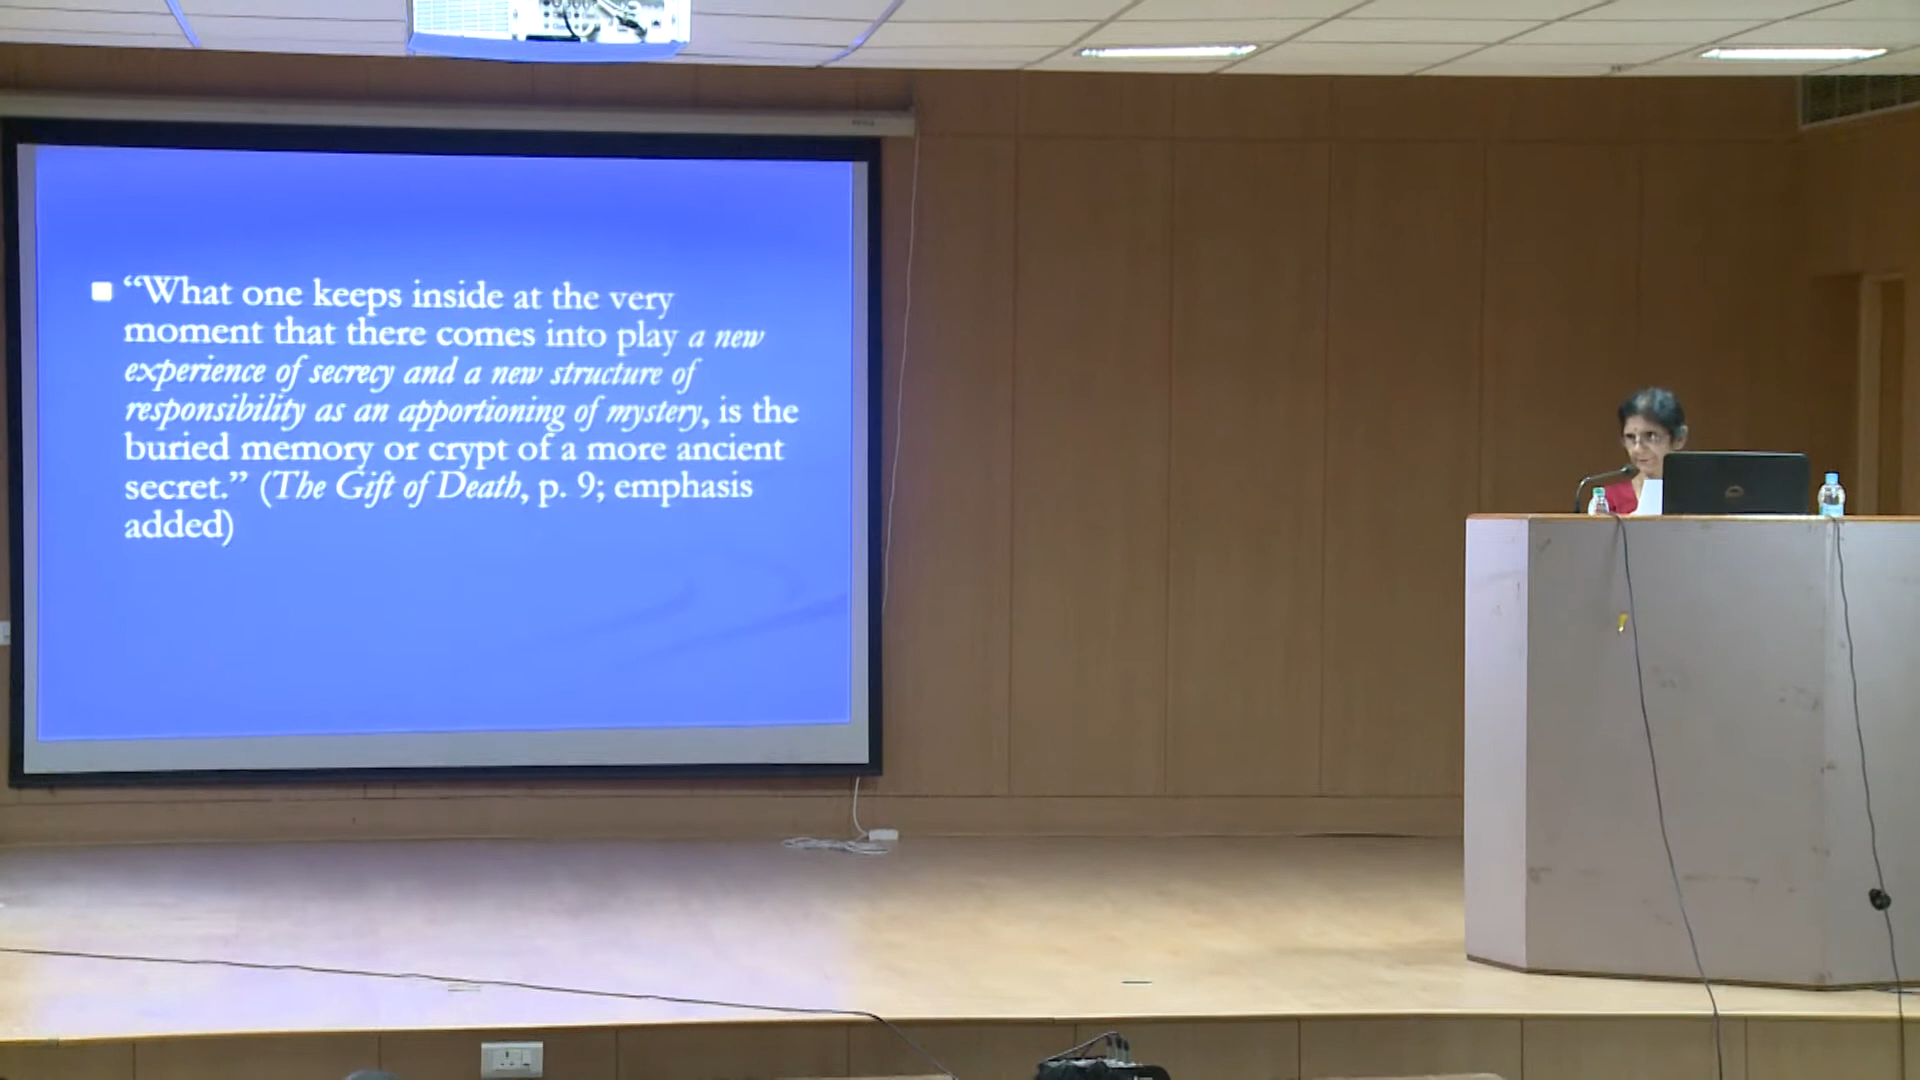 “What one keeps inside at the very
moment that there comes into play a new
experience of secrecy and a new structure of
responsibility as an apportioning of mystery, is the
buried memory or crypt of a more ancient
secret.” (The Gift of Death, p. 9; emphasis
added)